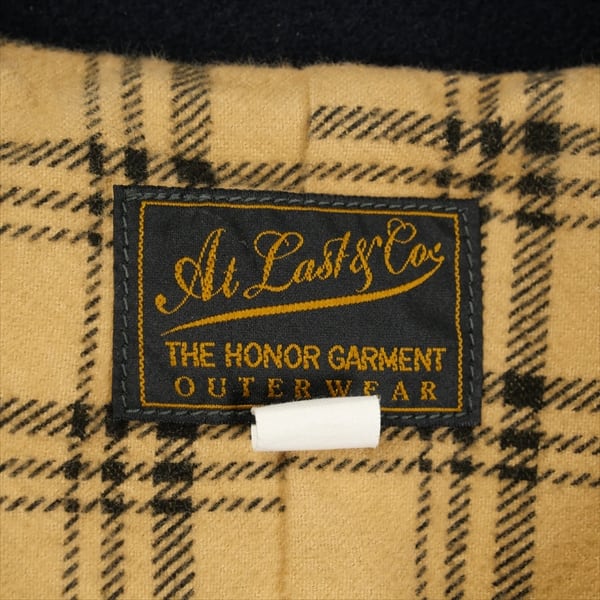 At Last & Co
THE HONOR GARMENT
OUTERWEAR